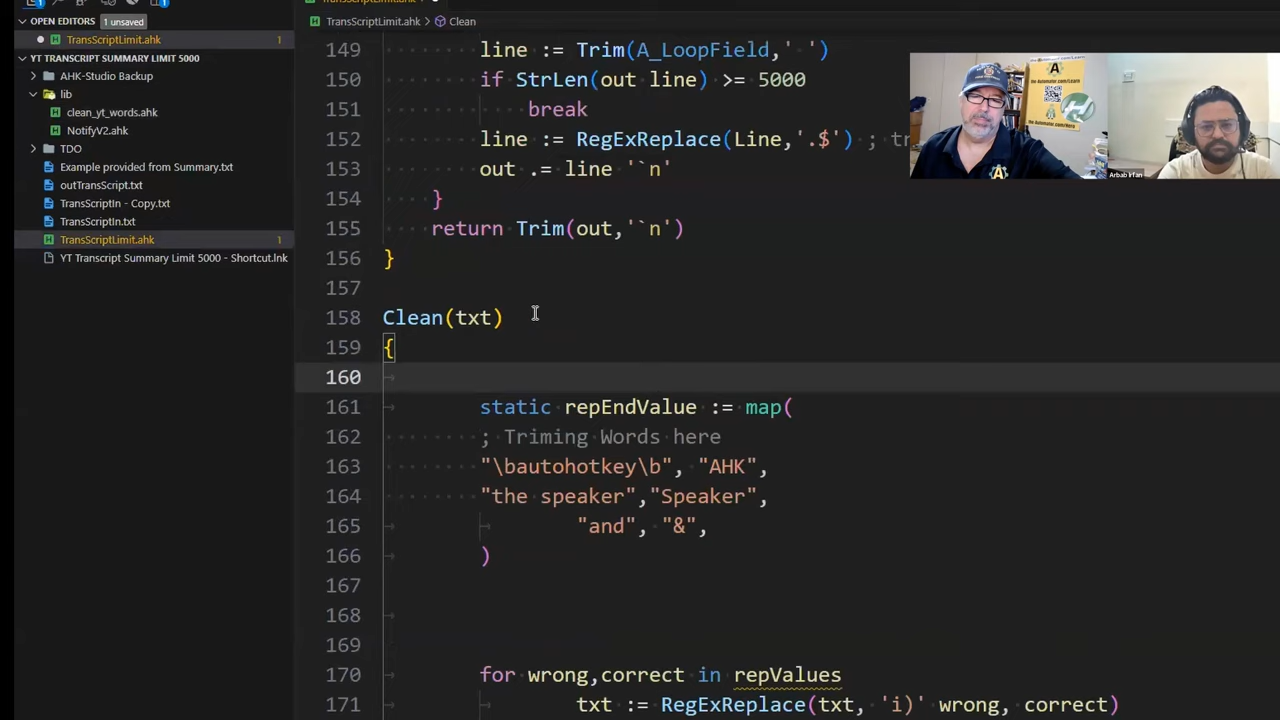 TransScriptLimit.ahk
OPEN EDITORS 1 unsaved
TransScriptLimit.ahk 1
YT TRANSCRIPT SUMMARY LIMIT 5000
AHK-Studio Backup
lib
clean_yt_words.ahk
NotifyV2.ahk
TDO
Example provided from Summary.txt
outTransScript.txt
TransScriptIn - Copy.txt
TransScriptIn.txt
TransScriptLimit.ahk 1
YT Transcript Summary Limit 5000 - Shortcut.lnk
TransScriptLimit.ahk > Clean
149 line := Trim(A_LoopField,' ')
150 if StrLen(out line) >= 5000
151 break
152 line := RegExReplace(Line,'.$') ;
153 out .= line '`n'
154 }
155 return Trim(out,'`n')
156 }
157
158 Clean(txt)
159 {
160
161 static repEndValue := map(
162 ; Triming Words here
163 "\bautohotkey\b", "AHK",
164 "the speaker","Speaker",
165 "and", "&",
166 )
167
168
169
170 for wrong,correct in repValues
171 txt := RegExReplace(txt, 'i)' wrong, correct)
Arbab Irfan